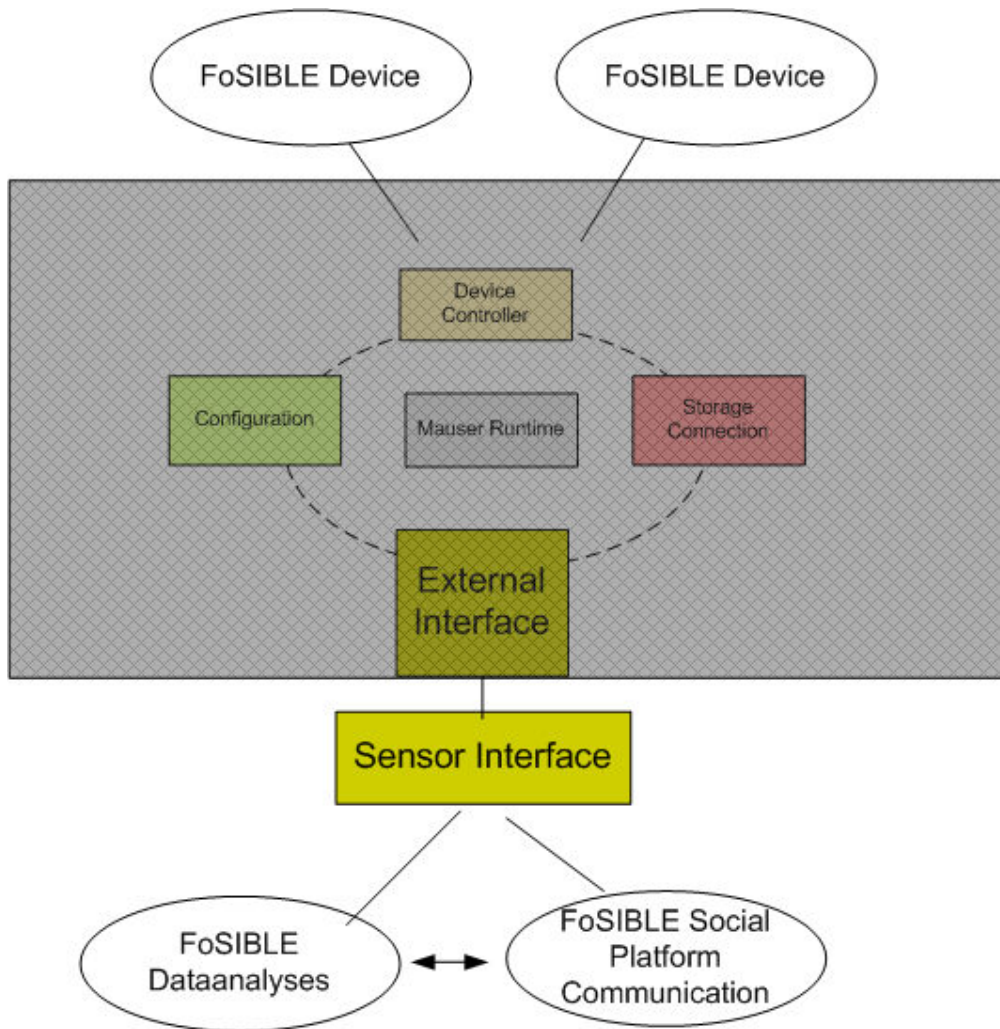 FoSIBLE Device
FoSIBLE Device
Device
Controller
Configuration
Mauser Runtime
Storage
Connection
External
Interface
Sensor Interface
FoSIBLE
Dataanalyses
FoSIBLE Social
Platform
Communication